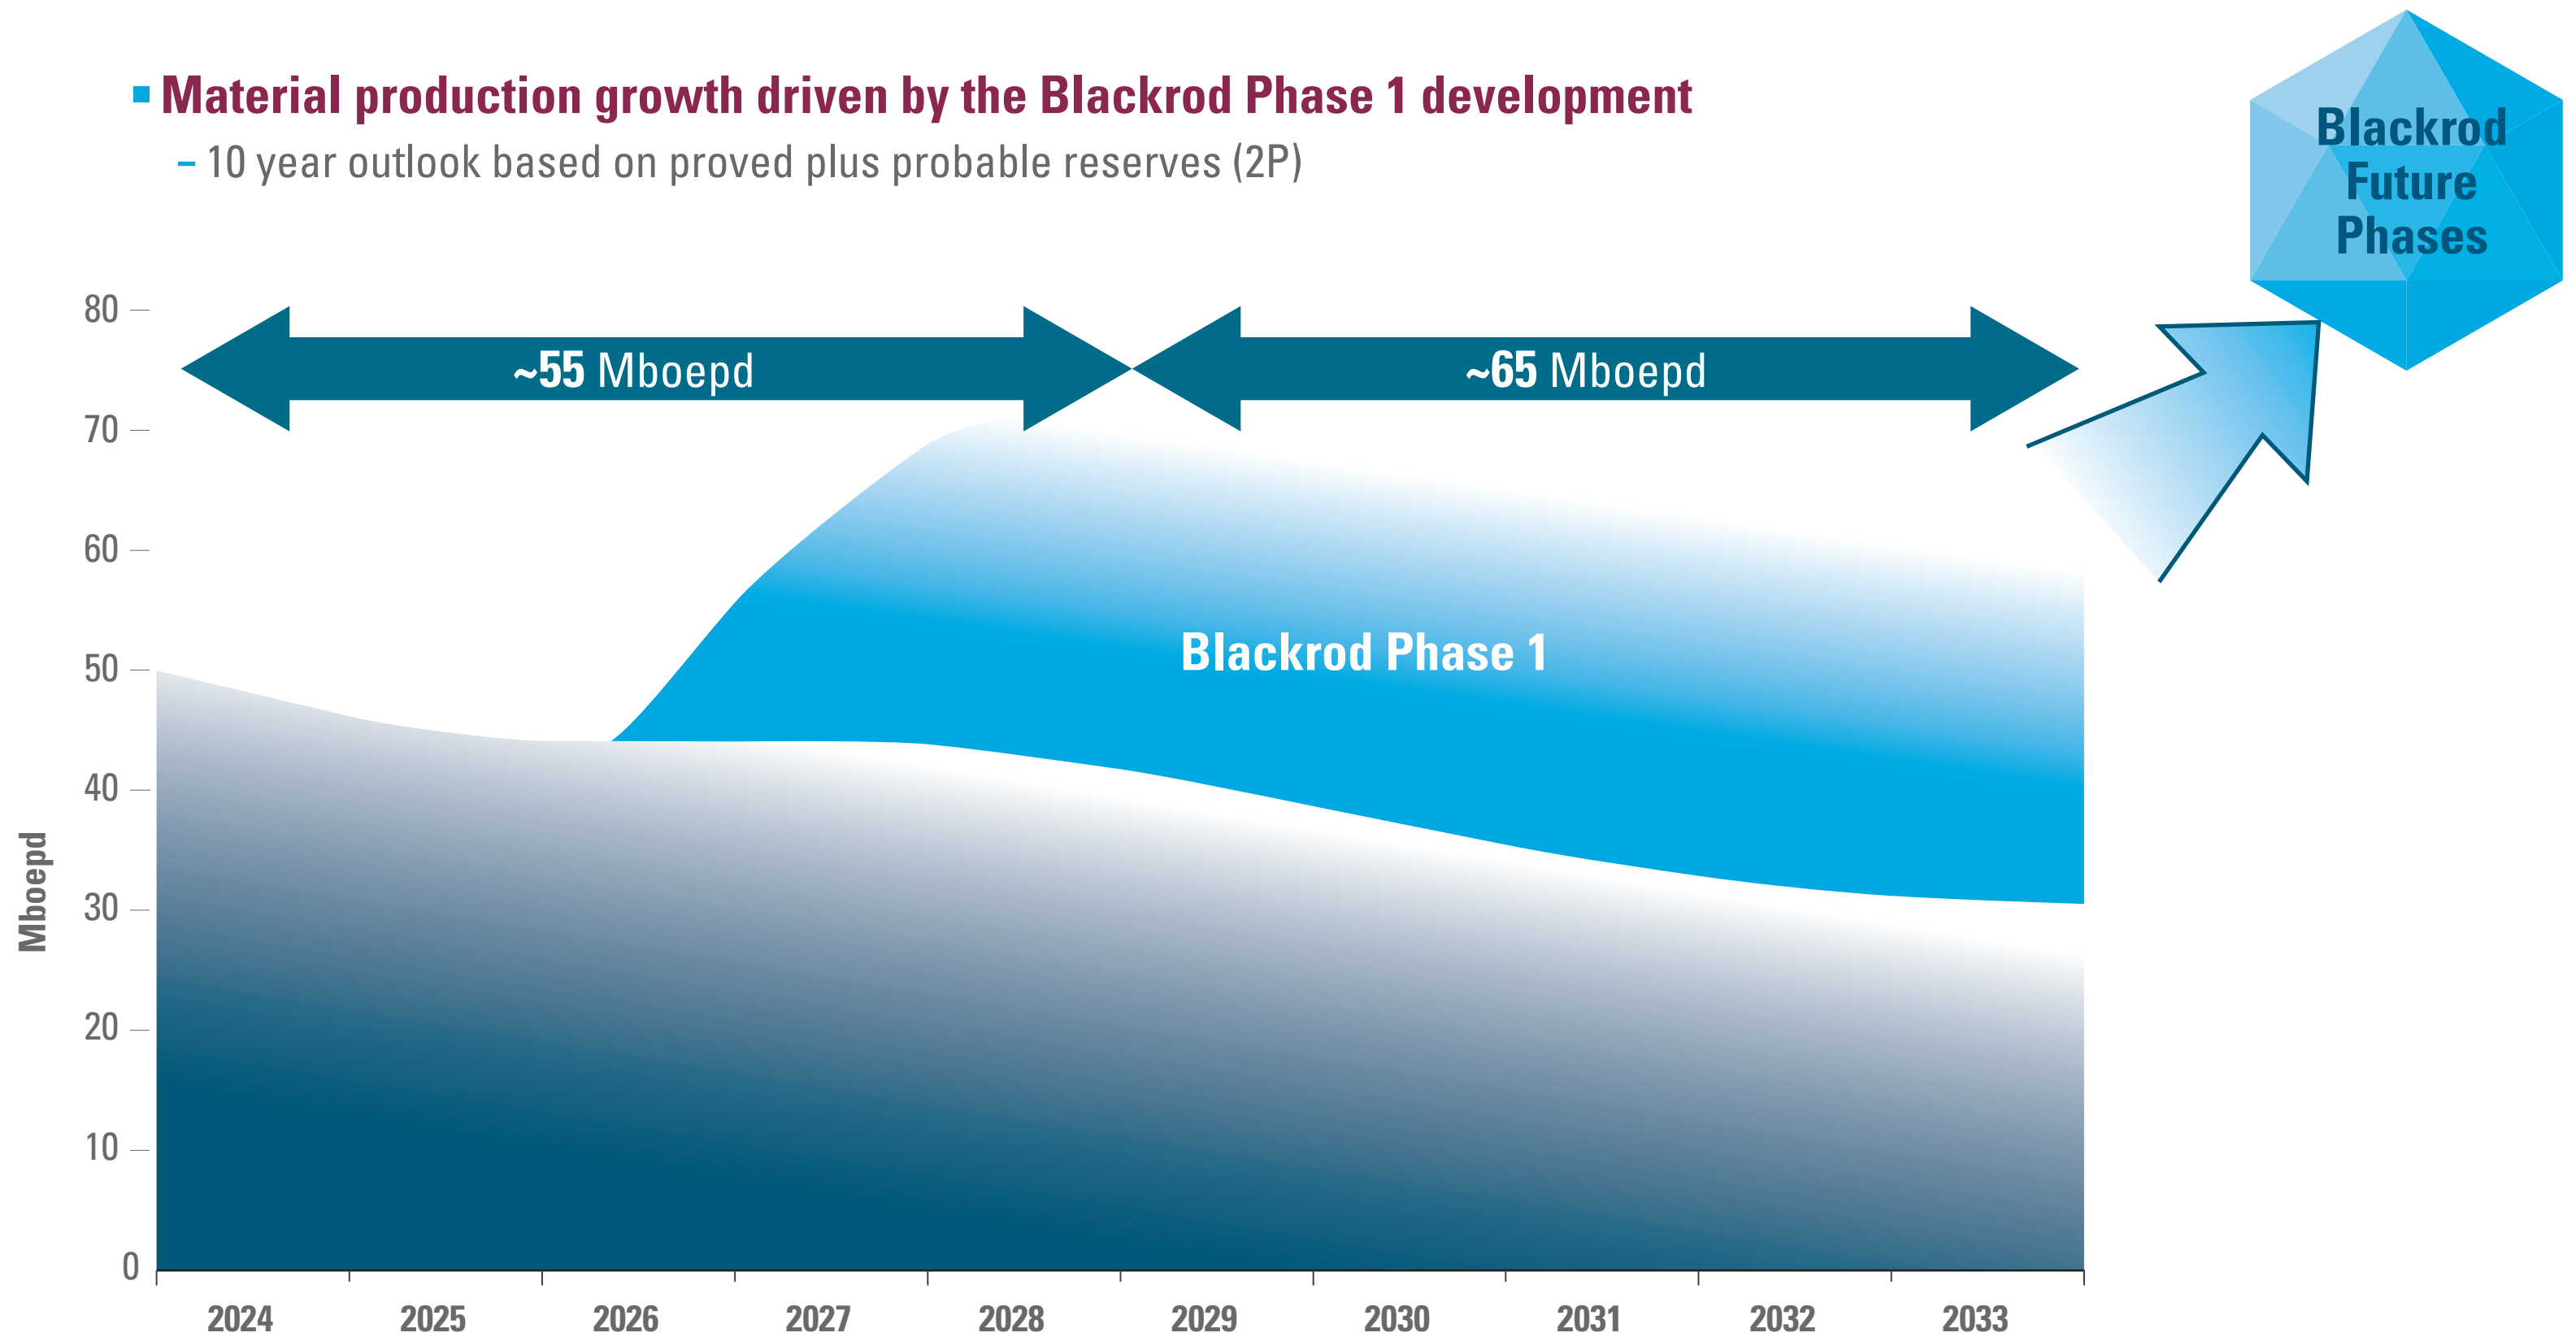 Material production growth driven by the Blackrod Phase 1 development
– 10 year outlook based on proved plus probable reserves (2P)
Blackrod
Future
Phases
80
~55 Mboepd
~65 Mboepd
70
60
Blackrod Phase 1
50
40
Mboepd
30
20
10
0
2024 2025 2026 2027 2028 2029 2030 2031 2032 2033